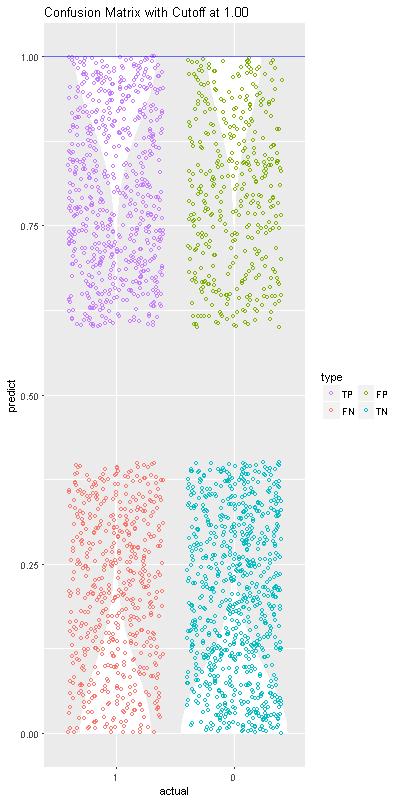 Confusion Matrix with Cutoff at 1.00
1.00
0.75
0.50
0.25
0.00
predict
1 0
actual
type
TP FP
FN TN